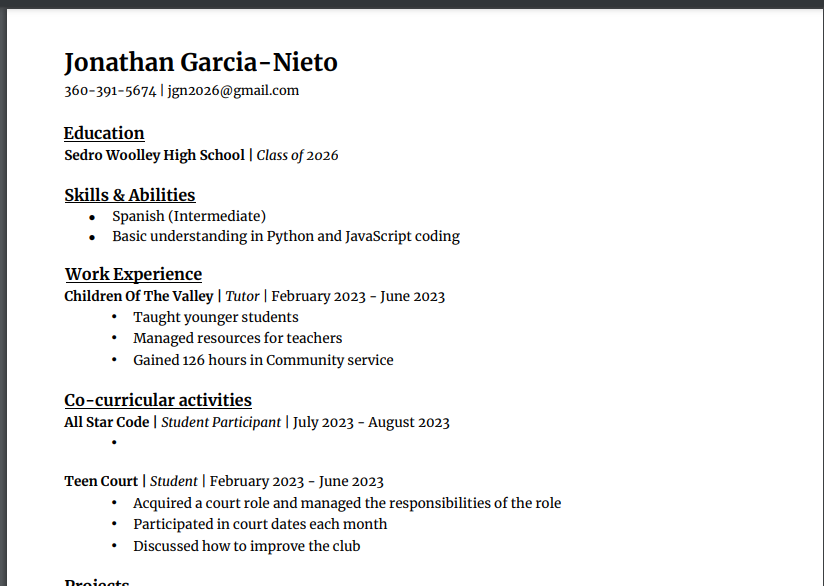 Jonathan Garcia-Nieto
360-391-5674 | jgn2026@gmail.com
Education
Sedro Woolley High School | Class of 2026
Skills & Abilities
• Spanish (Intermediate)
• Basic understanding in Python and JavaScript coding
Work Experience
Children Of The Valley | Tutor | February 2023 - June 2023
• Taught younger students
• Managed resources for teachers
• Gained 126 hours in Community service
Co-curricular activities
All Star Code | Student Participant | July 2023 - August 2023
•
Teen Court | Student | February 2023 - June 2023
• Acquired a court role and managed the responsibilities of the role
• Participated in court dates each month
• Discussed how to improve the club
Projects